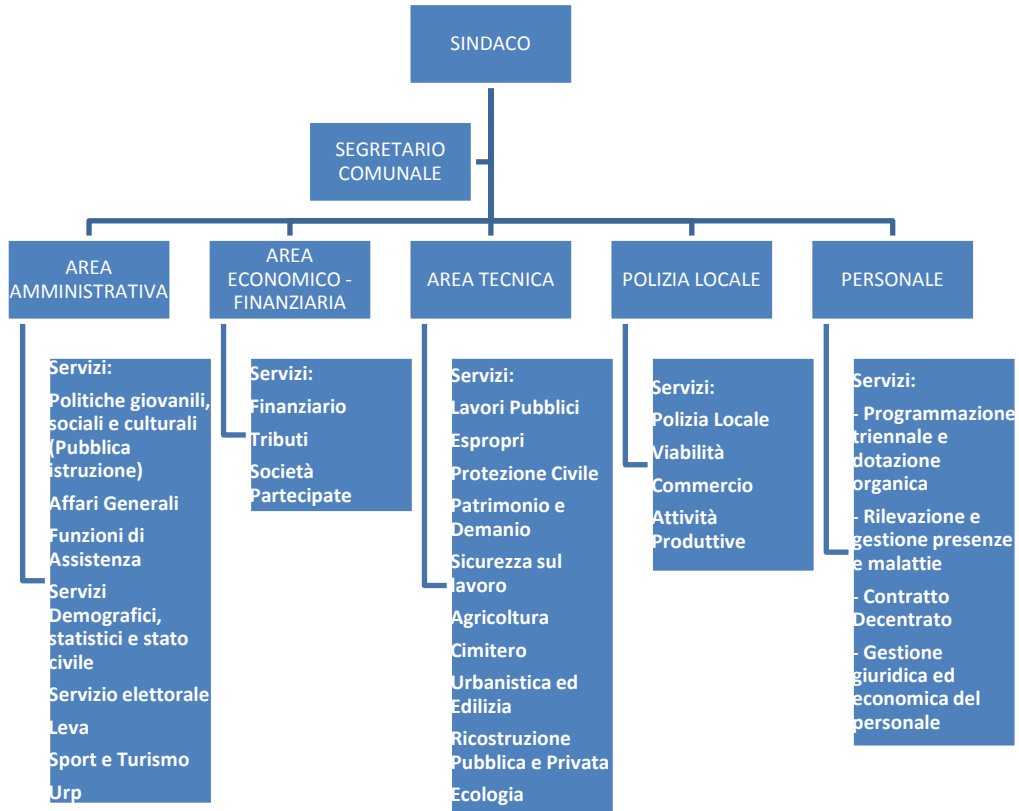 SINDACO
SEGRETARIO
COMUNALE
AREA
AMMINISTRATIVA
AREA
ECONOMICO -
FINANZIARIA
AREA TECNICA
POLIZIA LOCALE
PERSONALE
Servizi:
Politiche giovanili,
sociali e culturali
(Pubblica
istruzione)
Affari Generali
Funzioni di
Assistenza
Servizi
Demografici,
statistici e stato
civile
Servizio elettorale
Leva
Sport e Turismo
Urp
Servizi:
Finanziario
Tributi
Società
Partecipate
Servizi:
Lavori Pubblici
Espropri
Protezione Civile
Patrimonio e
Demanio
Sicurezza sul
lavoro
Agricoltura
Cimitero
Urbanistica ed
Edilizia
Ricostruzione
Pubblica e Privata
Ecologia
Servizi:
Polizia Locale
Viabilità
Commercio
Attività
Produttive
Servizi:
- Programmazione
triennale e
dotazione
organica
- Rilevazione e
gestione presenze
e malattie
- Contratto
Decentrato
- Gestione
giuridica ed
economica del
personale